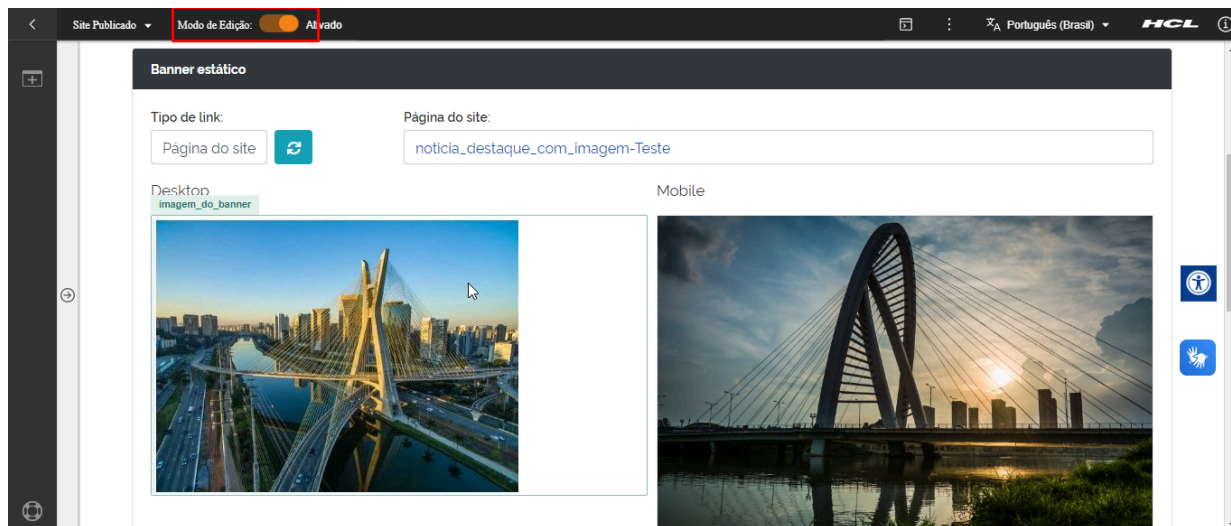 Site Publicado
Modo de Edição:
Ativado
Português (Brasil)
HCL
Banner estático
Tipo de link:
Página do site:
Página do site
noticia_destaque_com_imagem-Teste
Desktop
Mobile
imagem_do_banner